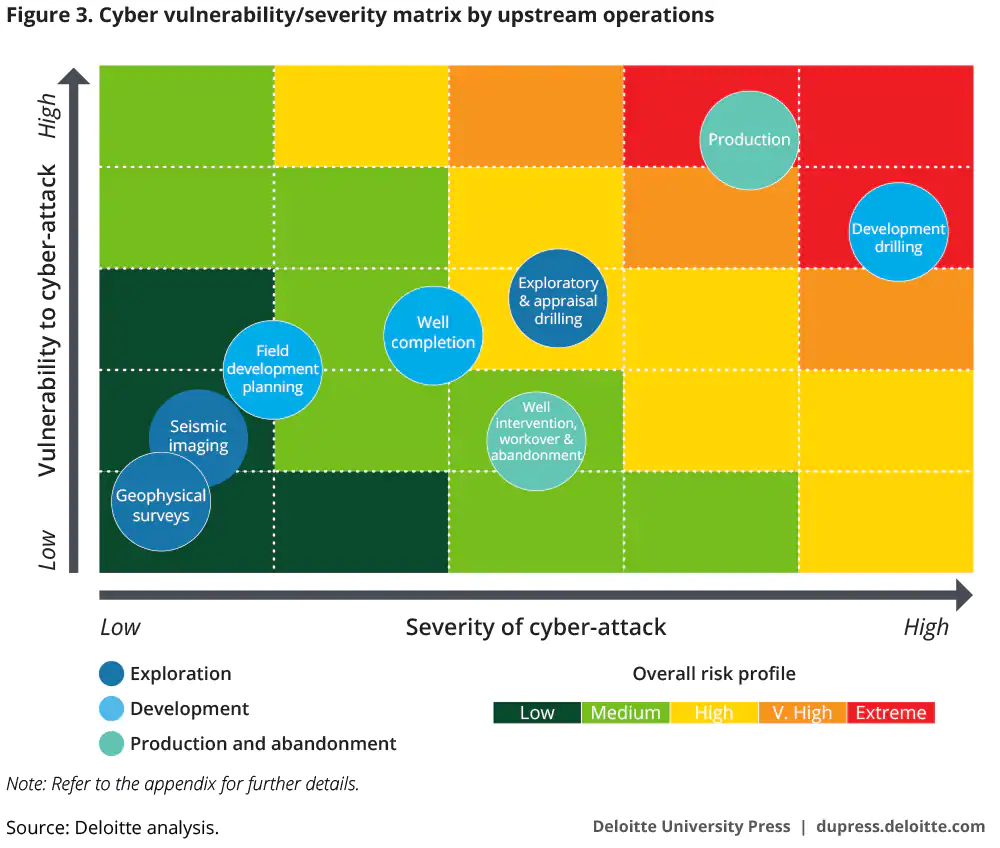 Figure 3. Cyber vulnerability/severity matrix by upstream operations
High
Vulnerability to cyber-attack
Low
Production
Development
drilling
Exploratory
& appraisal
drilling
Well
completion
Field
development
planning
Well
intervention,
workover &
abandonment
Seismic
imaging
Geophysical
surveys
Low
Severity of cyber-attack
High
Exploration
Development
Production and abandonment
Overall risk profile
Low Medium High V. High Extreme
Note: Refer to the appendix for further details.
Source: Deloitte analysis.
Deloitte University Press | dupress.deloitte.com